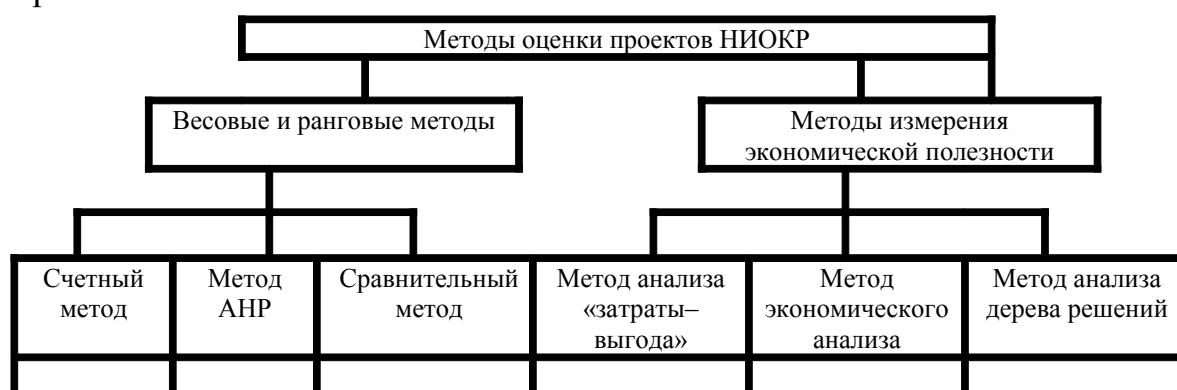 Методы оценки проектов НИОКР
Весовые и ранговые методы
Методы измерения
экономической полезности
Счетный
метод
Метод
АНР
Сравнительный
метод
Метод анализа
«затраты–
выгода»
Метод
экономического
анализа
Метод анализа
дерева решений